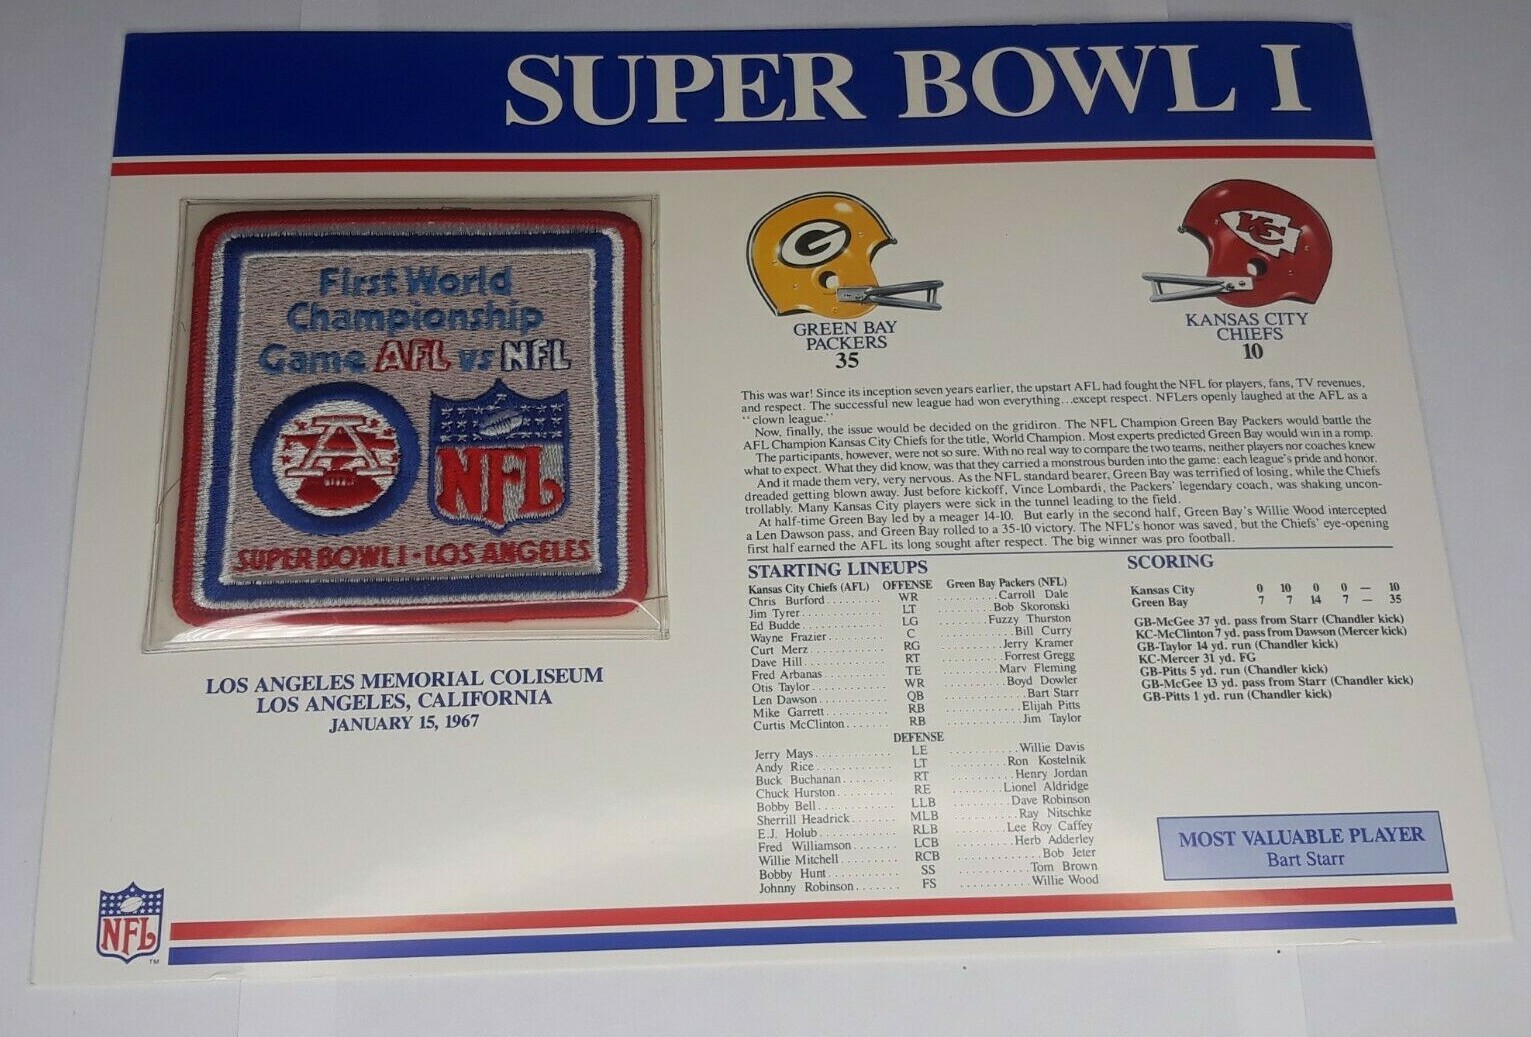 SUPER BOWL I
First World
Championship
Game AFL vs NFL
A
NFL
SUPER BOWL I - LOS ANGELES
LOS ANGELES MEMORIAL COLISEUM
LOS ANGELES, CALIFORNIA
JANUARY 15, 1967
G
GREEN BAY
PACKERS
35
KC
KANSAS CITY
CHIEFS
10
This was war! Since its inception seven years earlier, the upstart AFL had fought the NFL for players, fans, TV revenues,
and respect. The successful new league had won everything...except respect. NFLers openly laughed at the AFL as a
"clown league."
Now, finally, the issue would be decided on the gridiron. The NFL Champion Green Bay Packers would battle the
AFL Champion Kansas City Chiefs for the title, World Champion. Most experts predicted Green Bay would win in a romp.
The participants, however, were not so sure. With no real way to compare the two teams, neither players nor coaches knew
what to expect. What they did know, was that they carried a monstrous burden into the game: each league's pride and honor.
And it made them very, very nervous. As the NFL standard bearer, Green Bay was terrified of losing, while the Chiefs
dreaded getting blown away. Just before kickoff, Vince Lombardi, the Packers' legendary coach, was shaking uncon-
trollably. Many Kansas City players were sick in the tunnel leading to the field.
At half-time Green Bay led by a meager 14-10. But early in the second half, Green Bay's Willie Wood intercepted
a Len Dawson pass, and Green Bay rolled to a 35-10 victory. The NFL's honor was saved, but the Chiefs' eye-opening
first half earned the AFL its long sought after respect. The big winner was pro football.
STARTING LINEUPS
Kansas City Chiefs (AFL) OFFENSE Green Bay Packers (NFL)
Chris Burford......... WR ..........Carroll Dale
Jim Tyrer............. LT .........Bob Skoronski
Ed Budde............. LG ........Fuzzy Thurston
Wayne Frazier......... C .............Bill Curry
Curt Merz............ RG ..........Jerry Kramer
Dave Hill............. RT .........Forrest Gregg
Fred Arbanas.......... TE ........Marv Fleming
Otis Taylor............ WR .........Boyd Dowler
Len Dawson........... QB ............Bart Starr
Mike Garrett.......... RB ...........Elijah Pitts
Curtis McClinton...... RB ...........Jim Taylor
DEFENSE
Jerry Mays............ LE ..........Willie Davis
Andy Rice............ LT ........Ron Kostelnik
Buck Buchanan........ RT .........Henry Jordan
Chuck Hurston........ RE .......Lionel Aldridge
Bobby Bell............ LLB ........Dave Robinson
Sherrill Headrick....... MLB ..........Ray Nitschke
E.J. Holub............ RLB ........Lee Roy Caffey
Fred Williamson....... LCB ........Herb Adderley
Willie Mitchell......... RCB ............Bob Jeter
Bobby Hunt.......... SS ...........Tom Brown
Johnny Robinson....... FS ...........Willie Wood
SCORING
Kansas City 0 10 0 0 — 10
Green Bay 7 7 14 7 — 35
GB-McGee 37 yd. pass from Starr (Chandler kick)
KC-McClinton 7 yd. pass from Dawson (Mercer kick)
GB-Taylor 14 yd. run (Chandler kick)
KC-Mercer 31 yd. FG
GB-Pitts 5 yd. run (Chandler kick)
GB-McGee 13 yd. pass from Starr (Chandler kick)
GB-Pitts 1 yd. run (Chandler kick)
MOST VALUABLE PLAYER
Bart Starr
NFL
TM